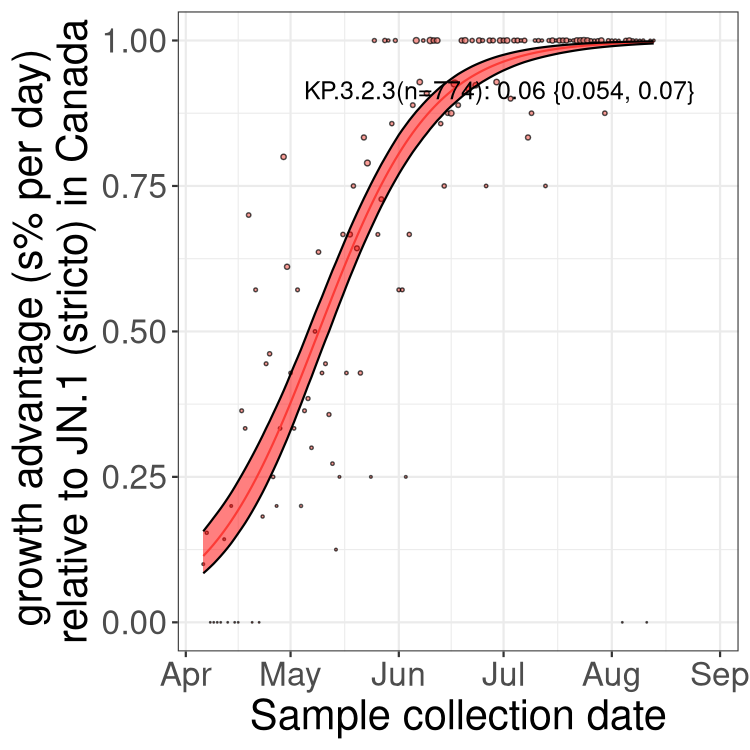 growth advantage (s% per day)
relative to JN.1 (stricto) in Canada
1.00
0.75
0.50
0.25
0.00
KP.3.2.3(n=774): 0.06 {0.054, 0.07}
Apr May Jun Jul Aug Sep
Sample collection date